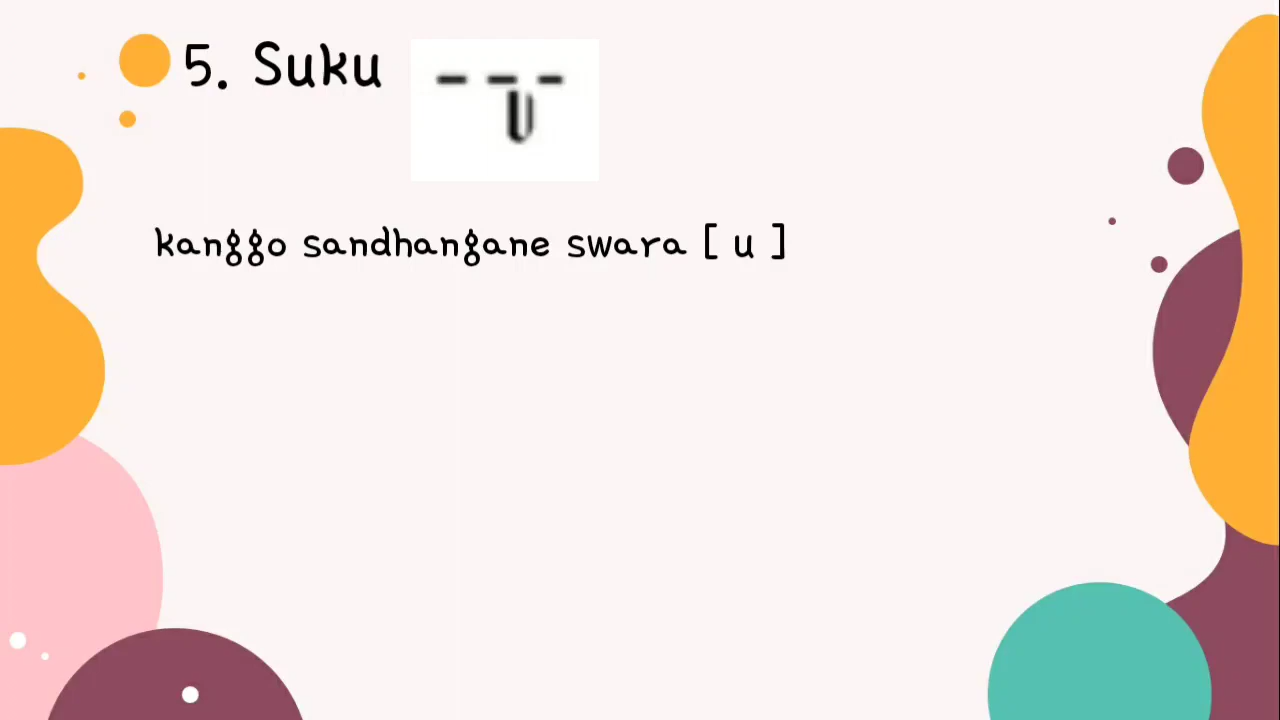 5. Suku ꦸ
kanggo sandhangane swara [ u ]